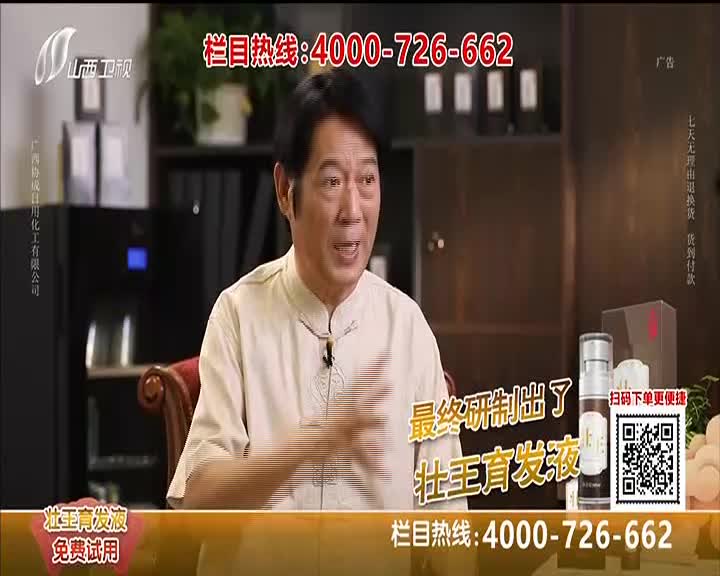 栏目热线:4000-726-662
山西卫视
广告
七天无理由退换货 货到付款
广西协成日用化工有限公司
最终研制出了
壮王育发液
扫码下单更便捷
壮王育发液
免费试用
栏目热线:4000-726-662